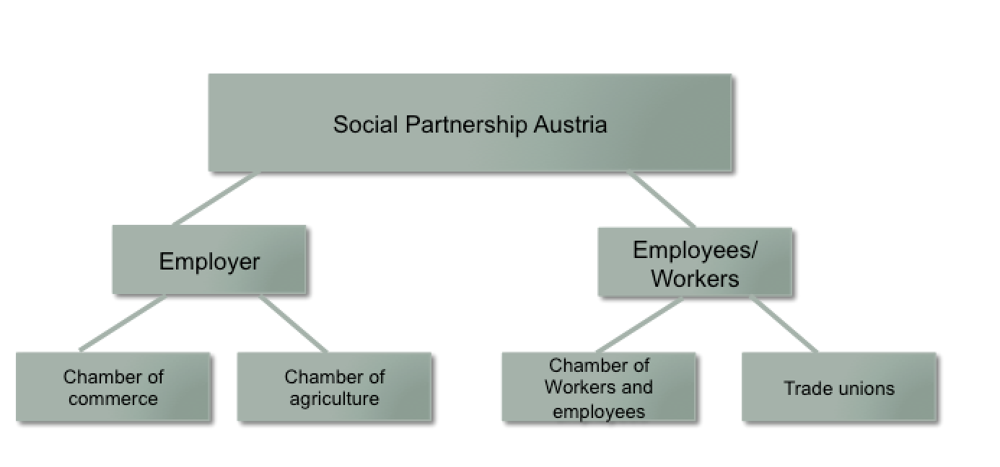 Social Partnership Austria
Employer
Employees/
Workers
Chamber of
commerce
Chamber of
agriculture
Chamber of
Workers and
employees
Trade unions